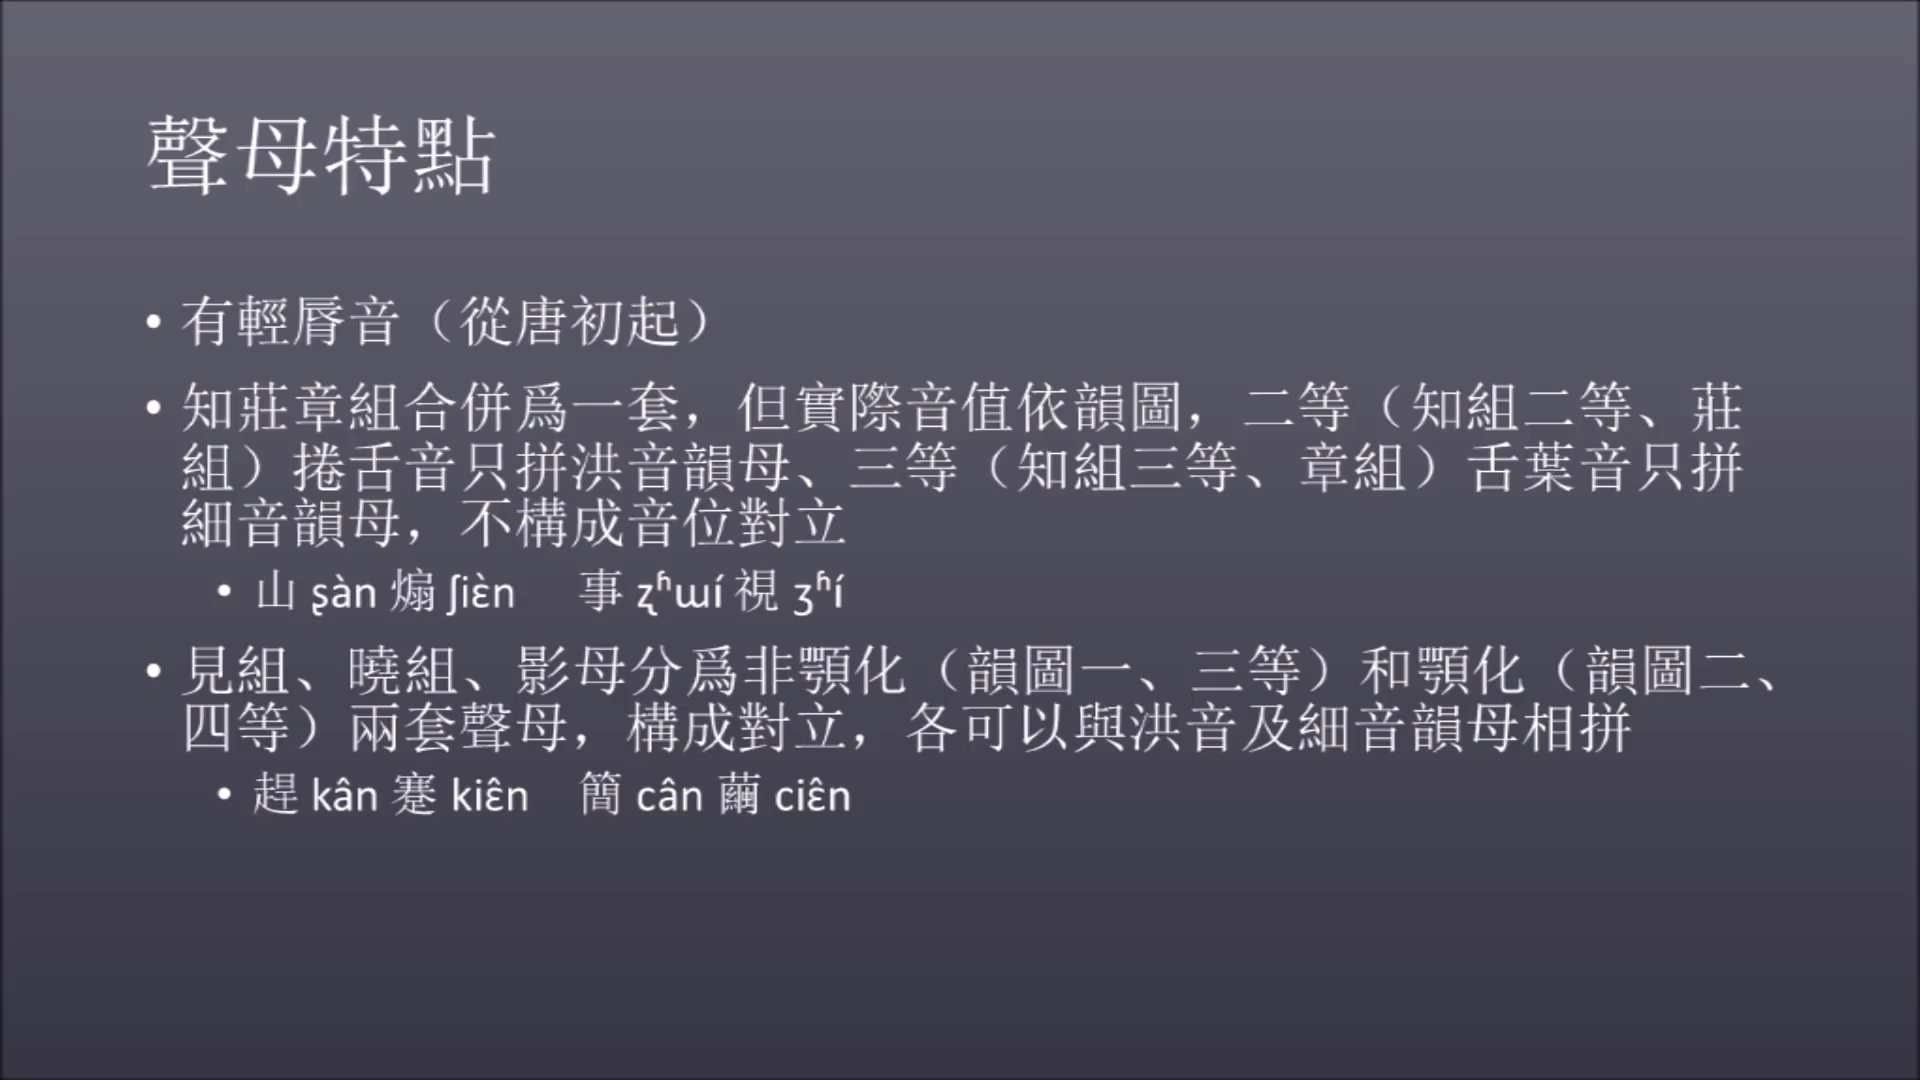 聲母特點
• 有輕脣音（從唐初起）
• 知莊章組合併爲一套，但實際音值依韻圖，二等（知組二等、莊
組）捲舌音只拼洪音韻母、三等（知組三等、章組）舌葉音只拼
細音韻母，不構成音位對立
• 山 ʂàn 煽 ʃiɛ̀n 事 ʐʱɯí 視 ʒʱí
• 見組、曉組、影母分爲非顎化（韻圖一、三等）和顎化（韻圖二、
四等）兩套聲母，構成對立，各可以與洪音及細音韻母相拼
• 趕 kân 蹇 kiɛ̂n 簡 cân 繭 ciɛ̂n